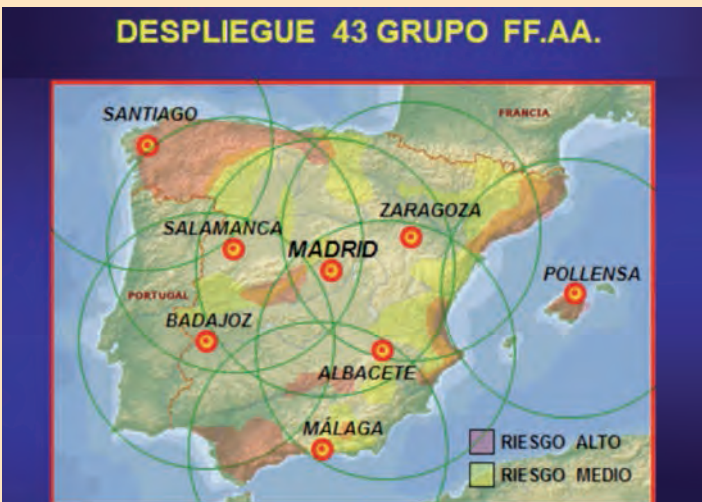 DESPLIEGUE 43 GRUPO FF.AA.
SANTIAGO
FRANCIA
SALAMANCA
ZARAGOZA
MADRID
POLLENSA
PORTUGAL
BADAJOZ
ALBACETE
MÁLAGA
RIESGO ALTO
RIESGO MEDIO